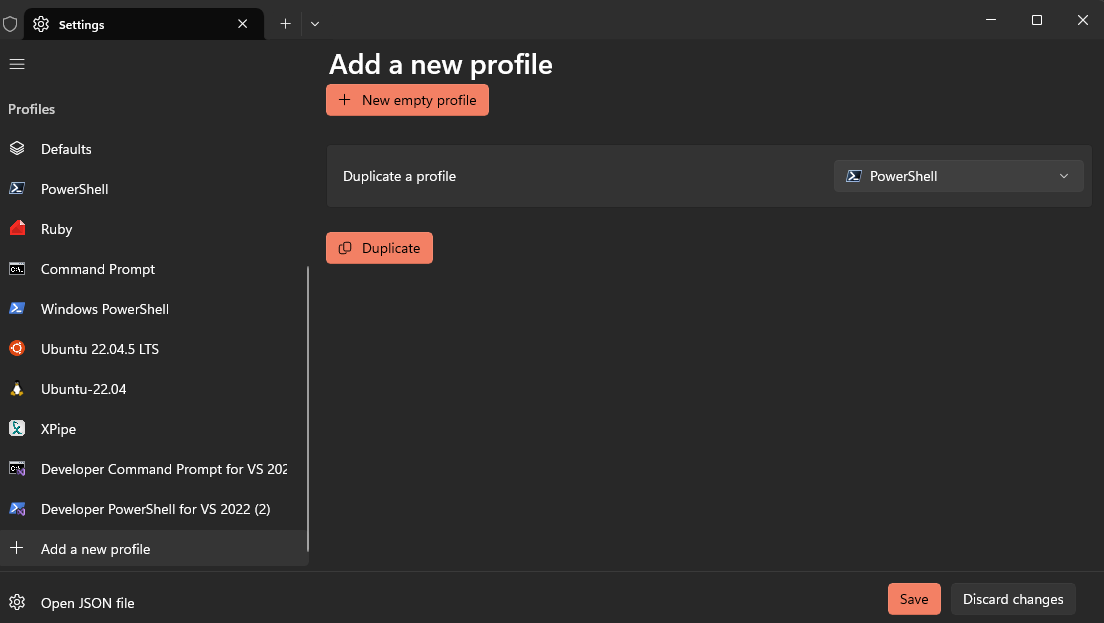 Settings
Add a new profile
New empty profile
Profiles
Defaults
PowerShell
Ruby
Command Prompt
Windows PowerShell
Ubuntu 22.04.5 LTS
Ubuntu-22.04
XPipe
Developer Command Prompt for VS 202
Developer PowerShell for VS 2022 (2)
Add a new profile
Open JSON file
Duplicate a profile
PowerShell
Duplicate
Save
Discard changes